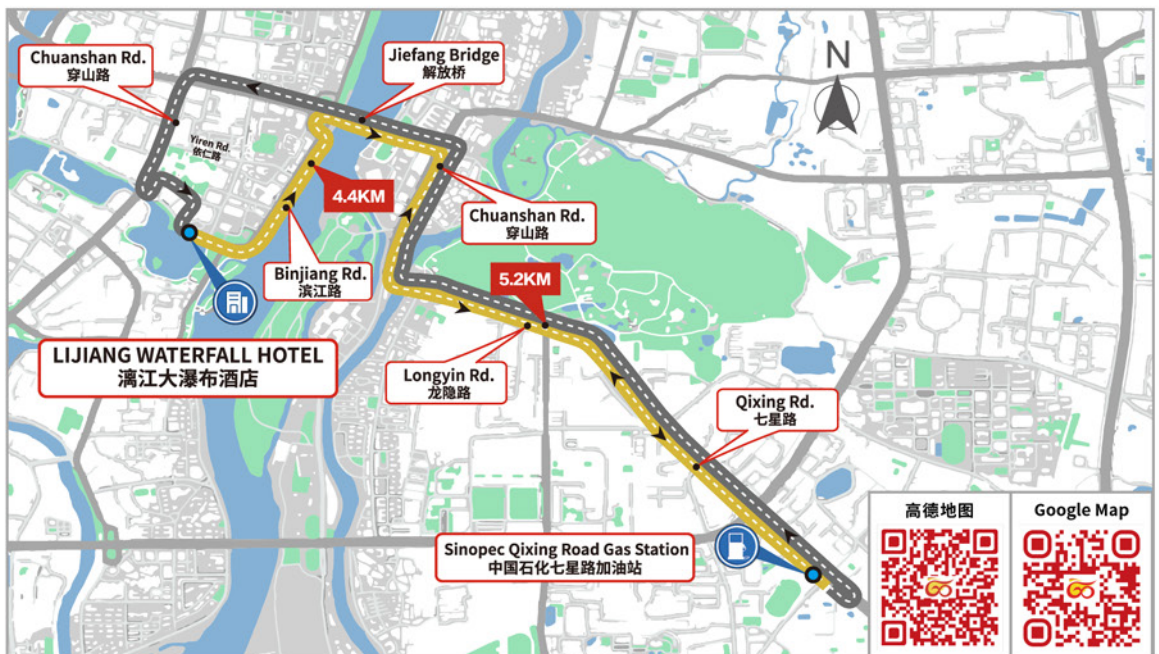 Chuanshan Rd.
穿山路
Jiefang Bridge
解放桥
N
Yiren Rd.
依仁路
4.4KM
Chuanshan Rd.
穿山路
Binjiang Rd.
滨江路
5.2KM
LIJIANG WATERFALL HOTEL
漓江大瀑布酒店
Longyin Rd.
龙隐路
Qixing Rd.
七星路
Sinopec Qixing Road Gas Station
中国石化七星路加油站
高德地图
Google Map